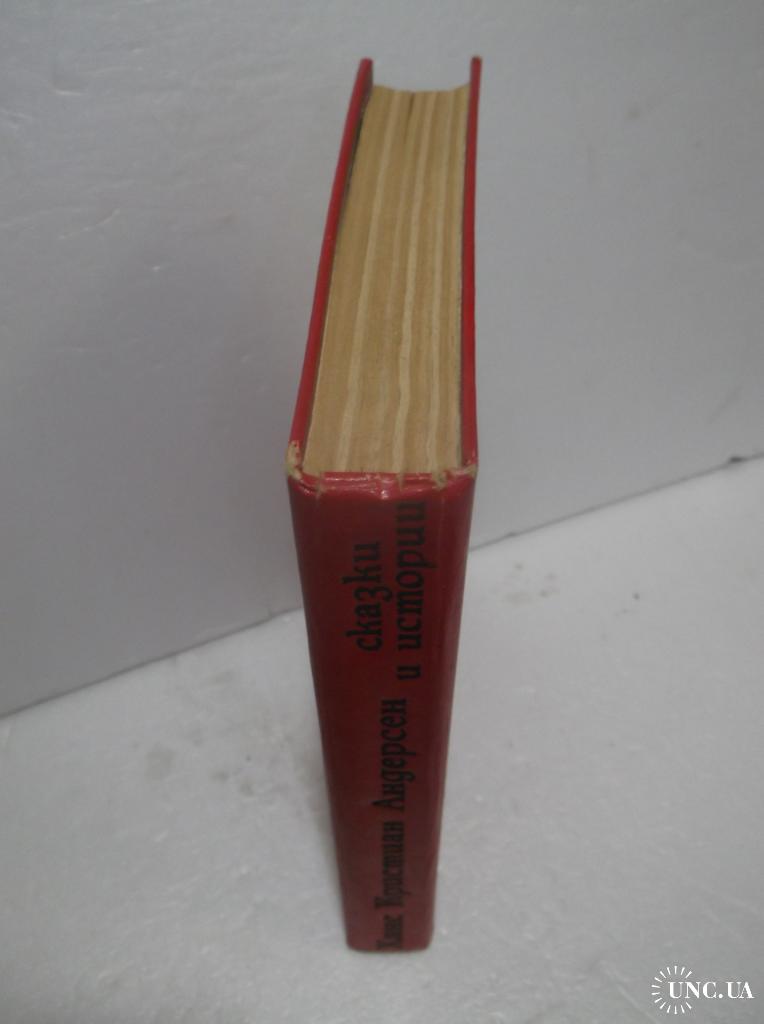 Ханс Кристиан Андерсен
сказки
и истории
UNC.UA